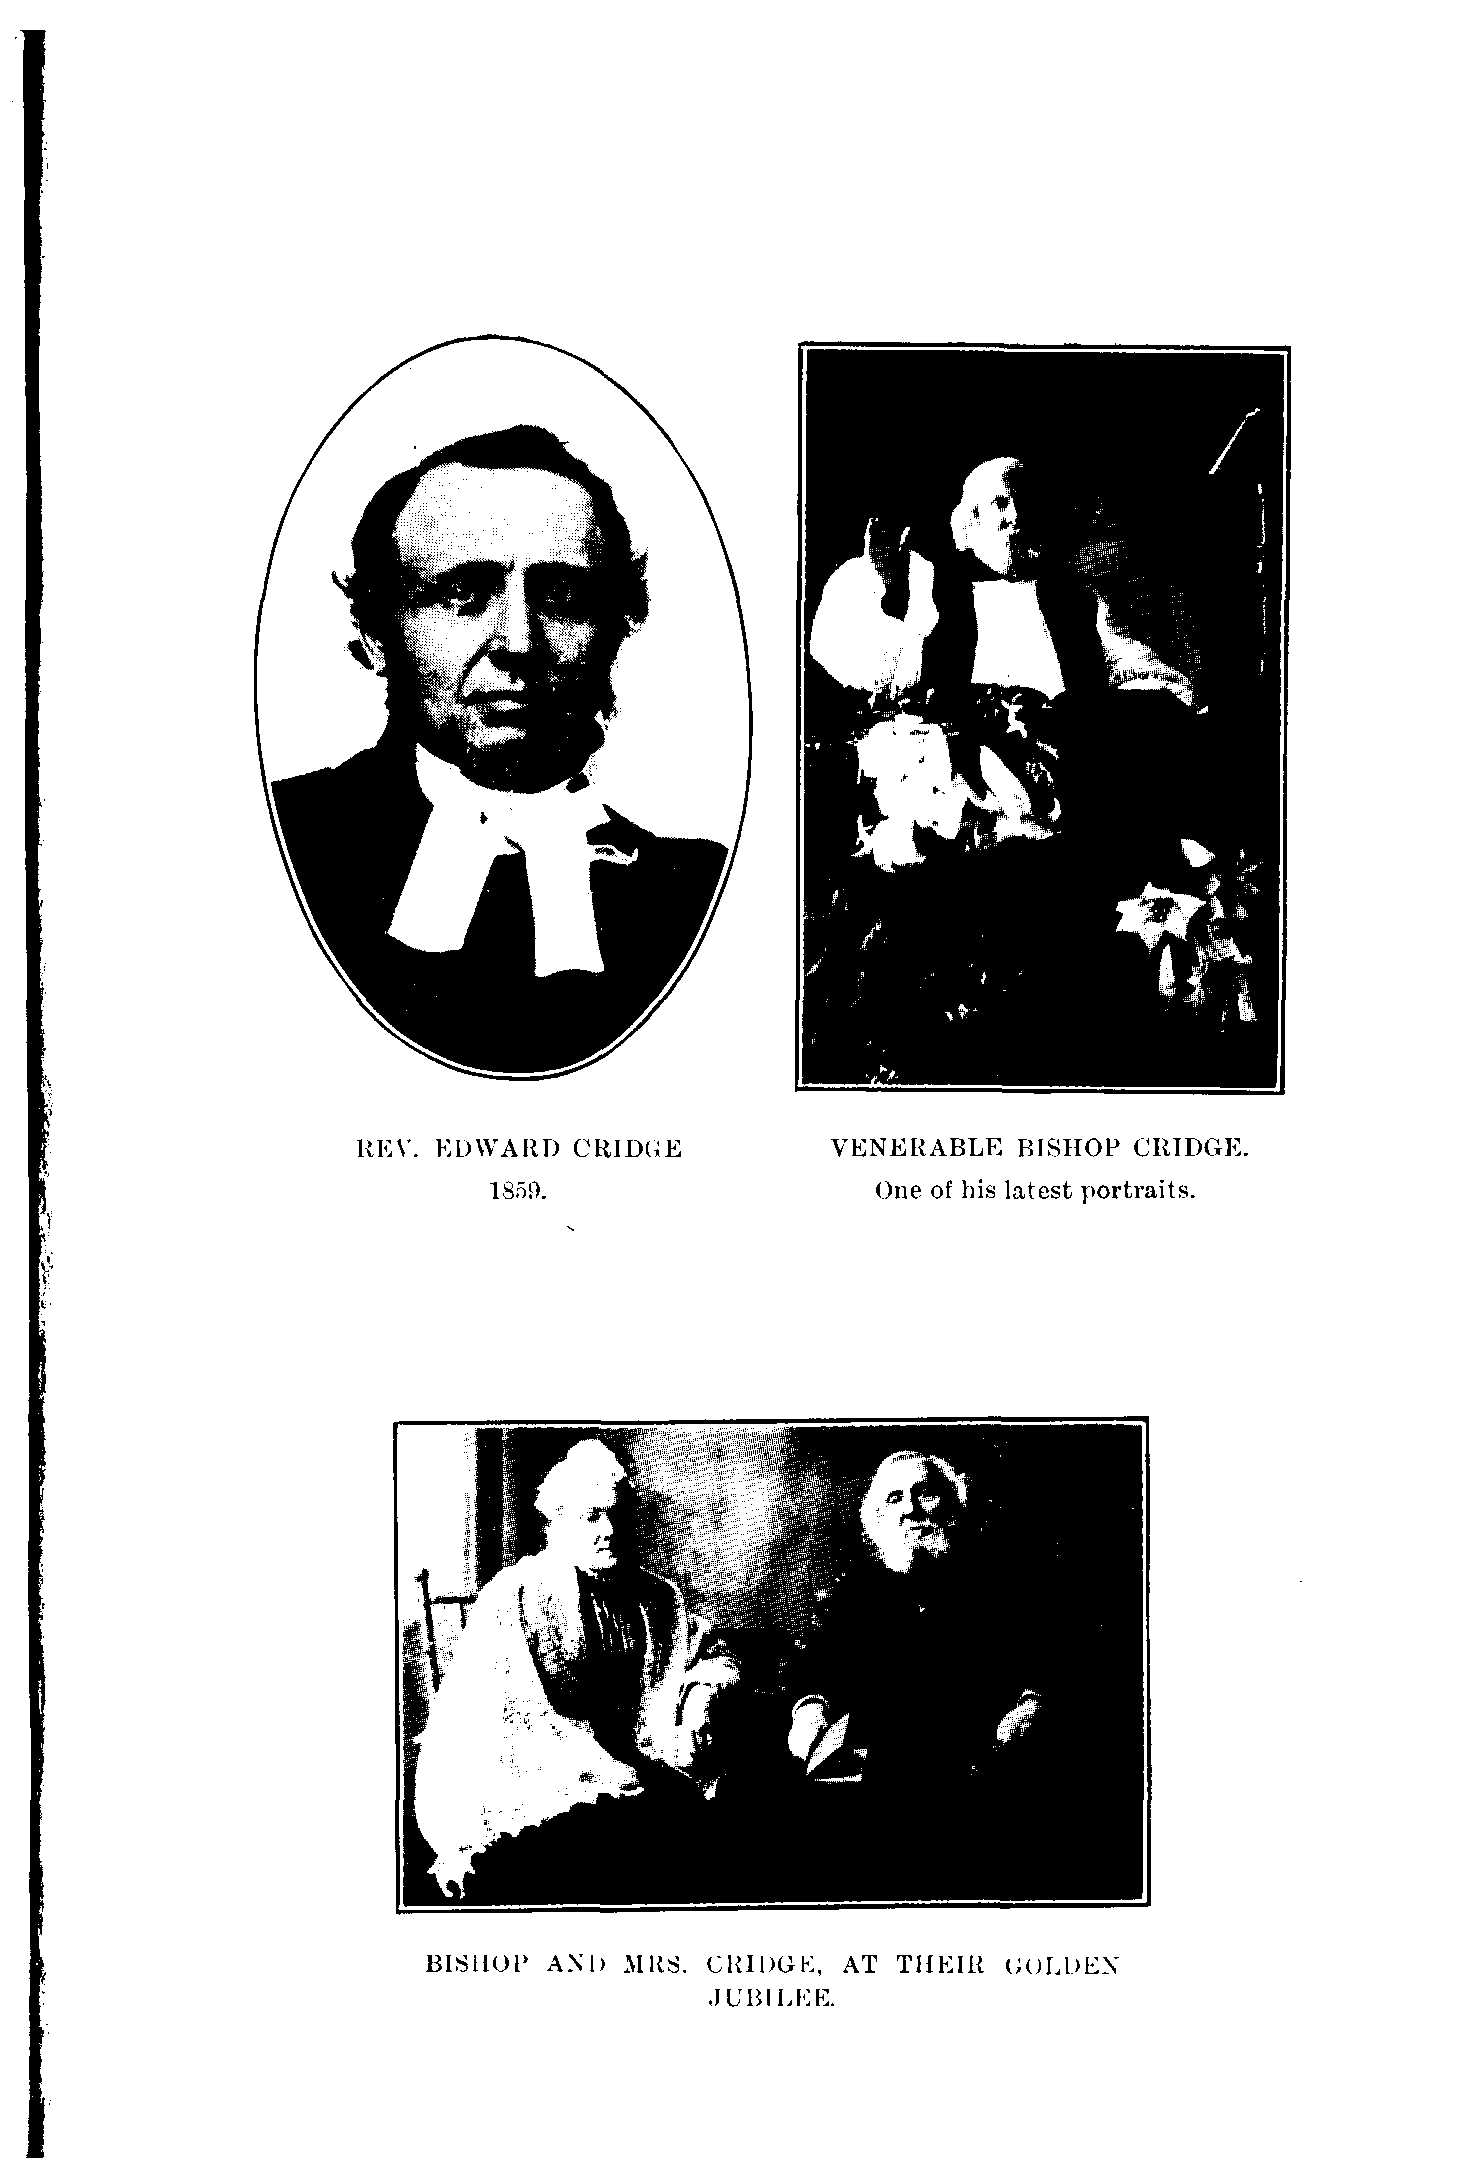 REV. EDWARD CRIDGE
1859.
VENERABLE BISHOP CRIDGE.
One of his latest portraits.
BISHOP AND MRS. CRIDGE, AT THEIR GOLDEN
JUBILEE.